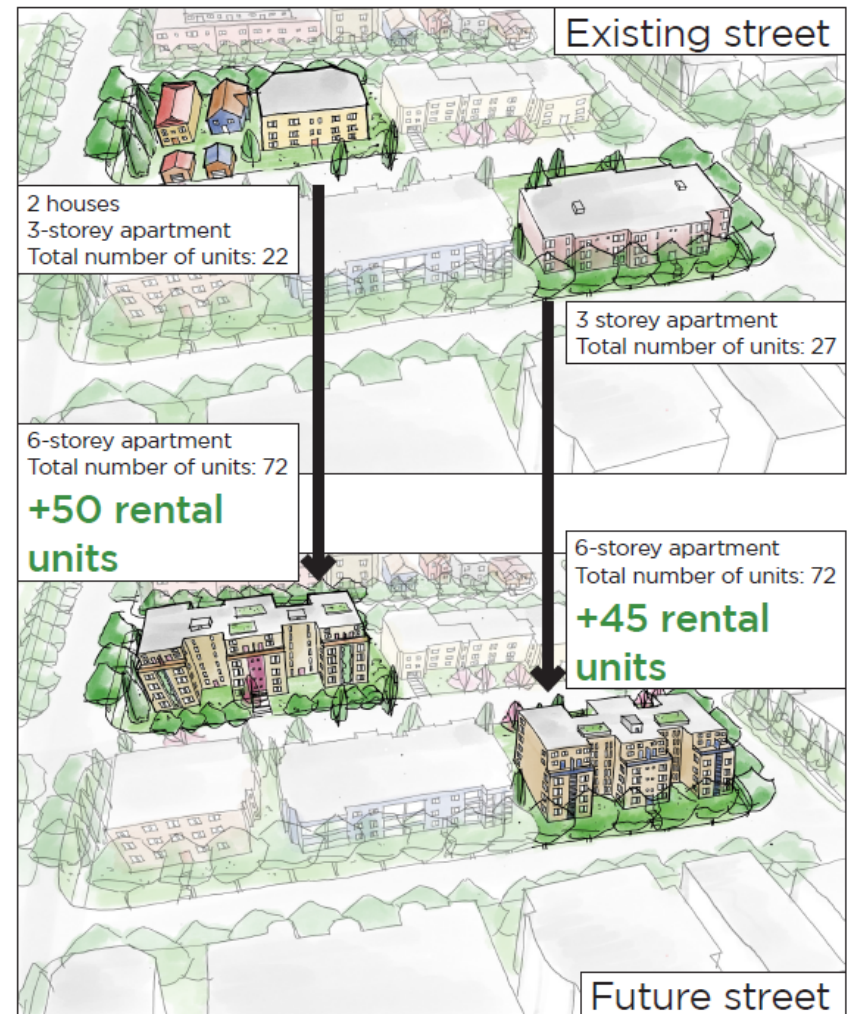 Existing street
2 houses
3-storey apartment
Total number of units: 22
3 storey apartment
Total number of units: 27
6-storey apartment
Total number of units: 72
+50 rental
units
6-storey apartment
Total number of units: 72
+45 rental
units
Future street